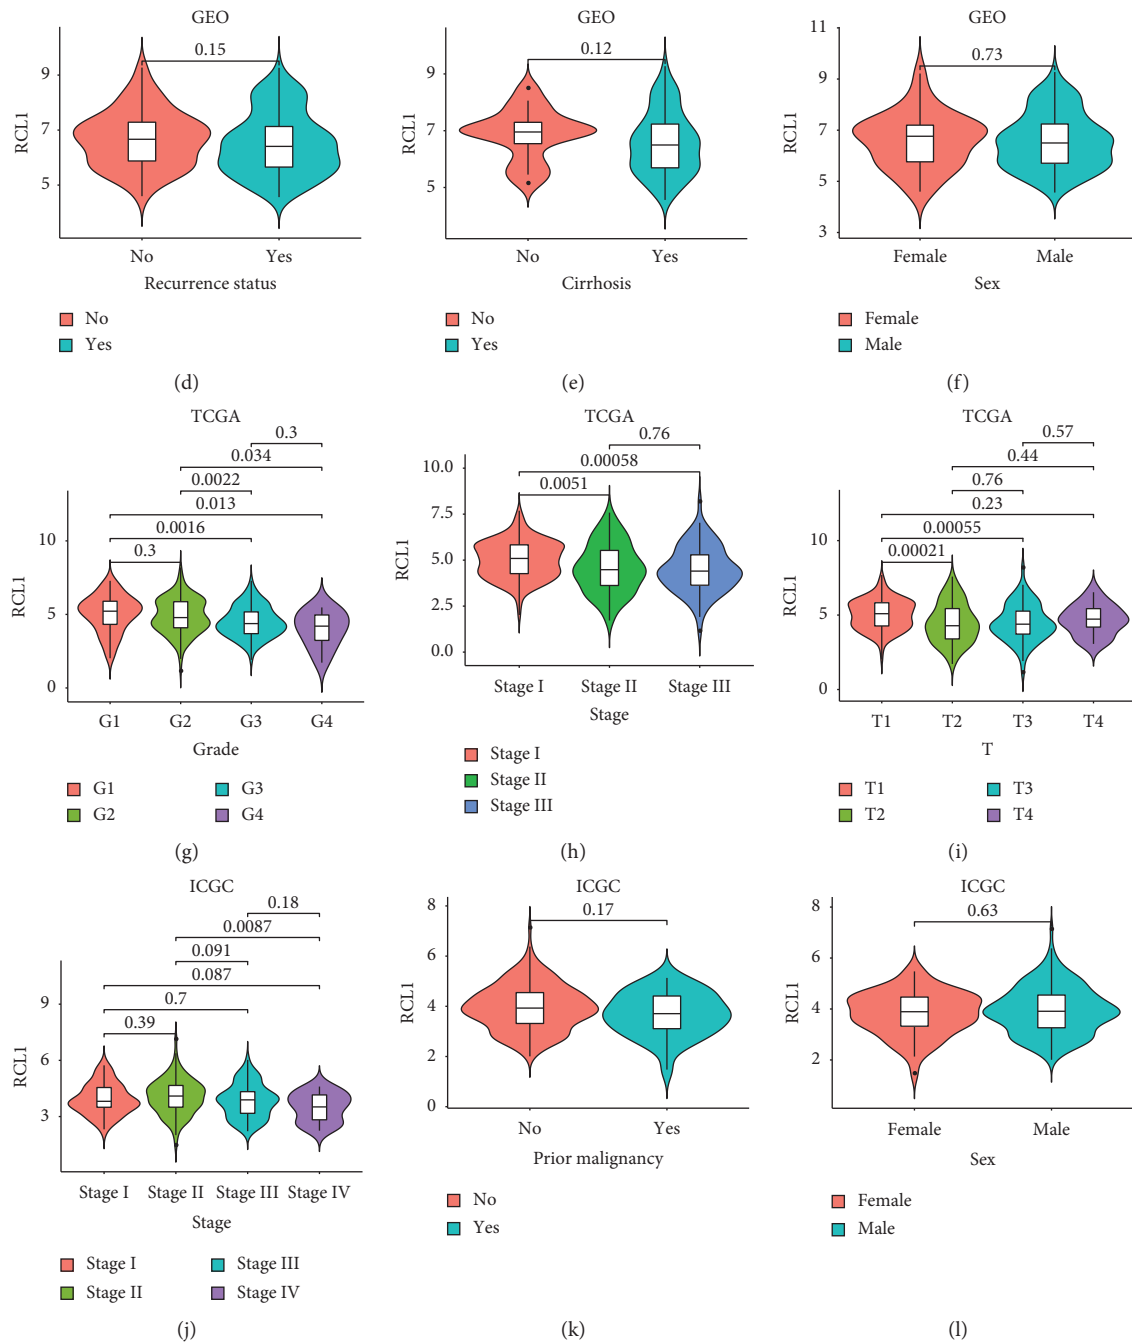 GEO
0.15
9
7
5
RCL1
No Yes
Recurrence status
No
Yes
(d)
GEO
0.12
9
7
5
RCL1
No Yes
Cirrhosis
No
Yes
(e)
GEO
11
0.73
9
7
5
3
RCL1
Female Male
Sex
Female
Male
(f)
TCGA
0.3
0.034
0.0022
0.013
0.0016
0.3
10
5
0
RCL1
G1 G2 G3 G4
Grade
G1 G3
G2 G4
(g)
TCGA
0.76
0.00058
0.0051
10.0
7.5
5.0
2.5
0.0
RCL1
Stage I Stage II Stage III
Stage
Stage I
Stage II
Stage III
(h)
TCGA
0.57
0.44
0.76
0.23
0.00055
0.00021
10
5
0
RCL1
T1 T2 T3 T4
T
T1 T3
T2 T4
(i)
ICGC
0.18
0.0087
0.091
0.087
0.7
0.39
9
6
3
RCL1
Stage I Stage II Stage III Stage IV
Stage
Stage I Stage III
Stage II Stage IV
(j)
ICGC
0.17
8
6
4
2
0
RCL1
No Yes
Prior malignancy
No
Yes
(k)
ICGC
0.63
8
6
4
2
RCL1
Female Male
Sex
Female
Male
(l)